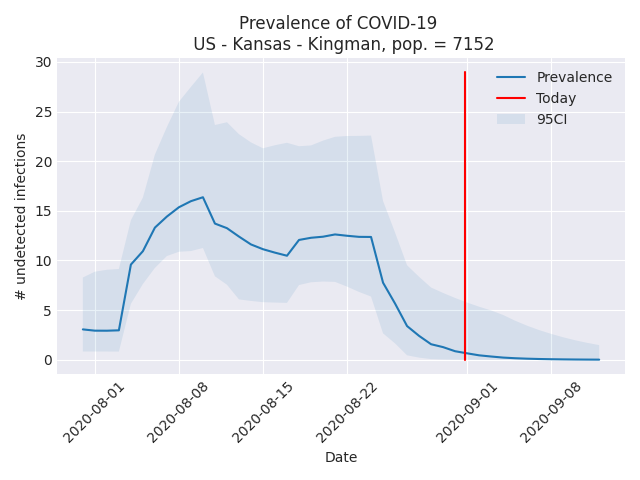 Prevalence of COVID-19
US - Kansas - Kingman, pop. = 7152
30
25
20
15
10
5
0
# undetected infections
Prevalence
Today
95CI
2020-08-01
2020-08-08
2020-08-15
2020-08-22
2020-09-01
2020-09-08
Date